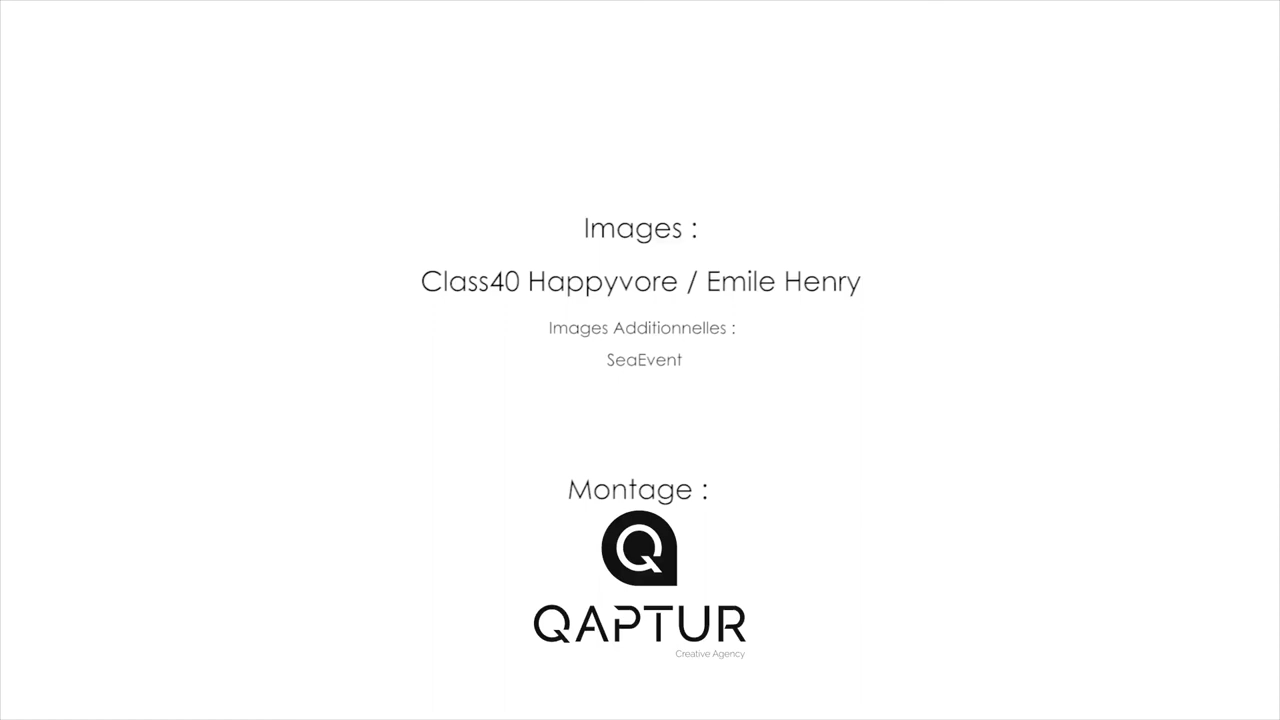 Images :
Class40 Happyvore / Emile Henry
Images Additionnelles :
SeaEvent
Montage :
Q
QAPTUR
Creative Agency